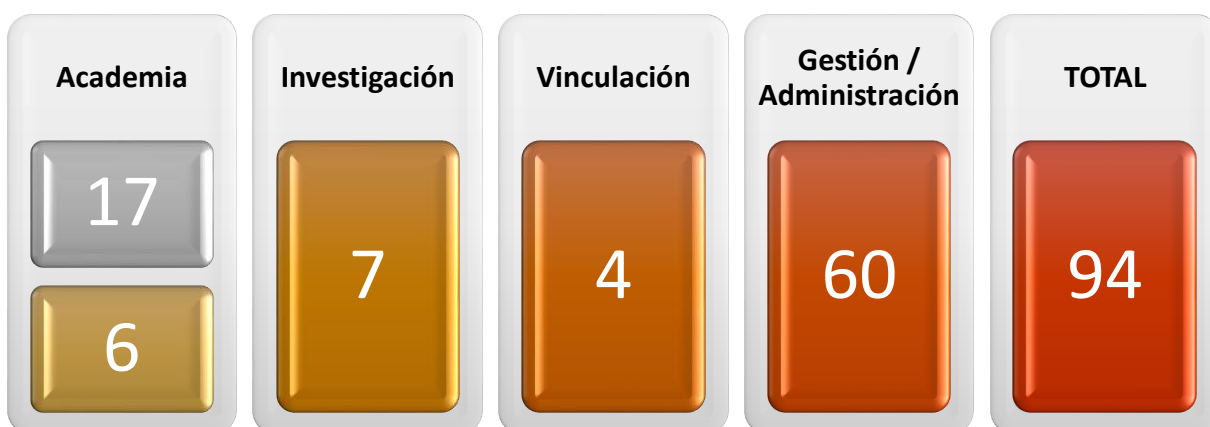 Academia
17
6
Investigación
7
Vinculación
4
Gestión /
Administración
60
TOTAL
94